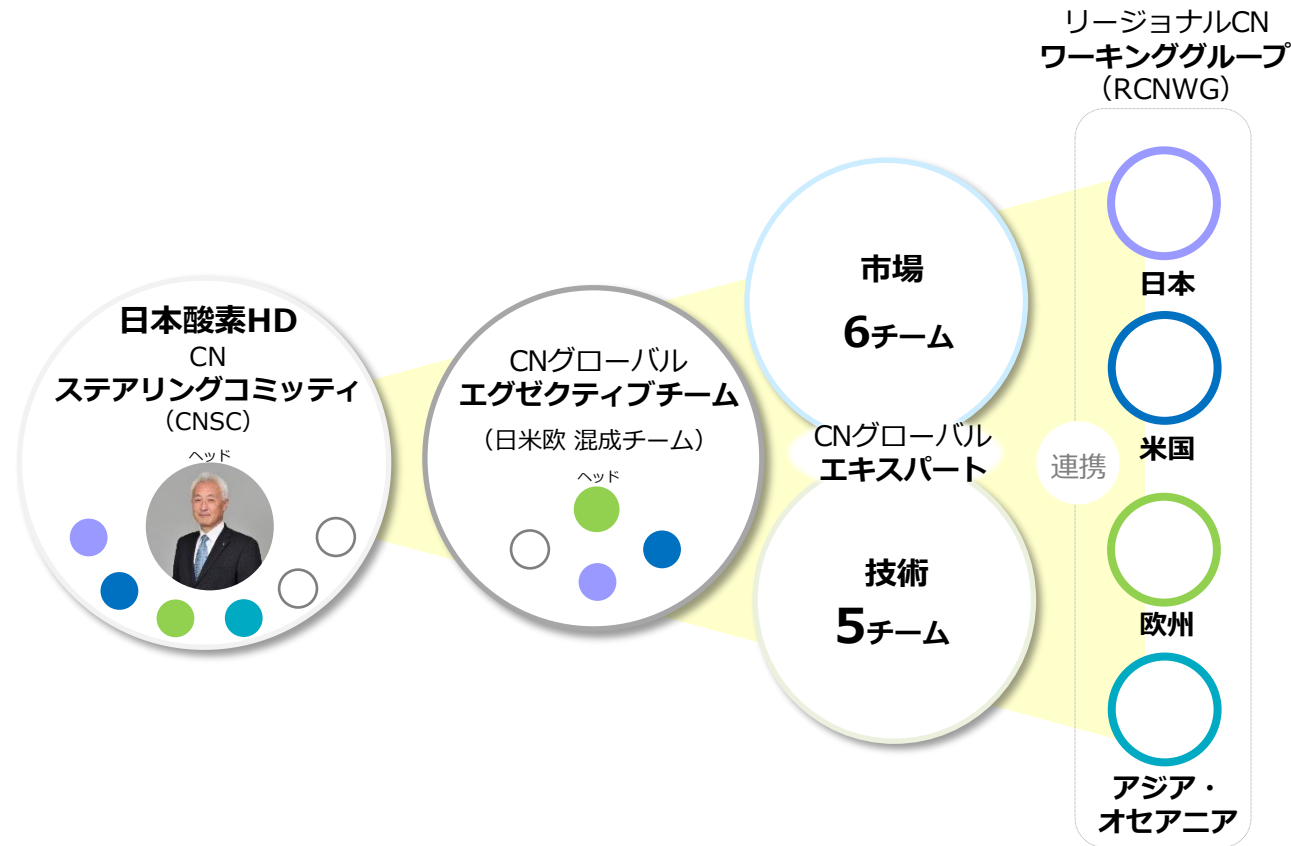 リージョナルCN
ワーキンググループ
（RCNWG）
日本酸素HD
CN
ステアリングコミッティ
（CNSC）
ヘッド
CNグローバル
エグゼクティブチーム
（日米欧 混成チーム）
ヘッド
市場
6チーム
CNグローバル
エキスパート
技術
5チーム
連携
日本
米国
欧州
アジア・
オセアニア